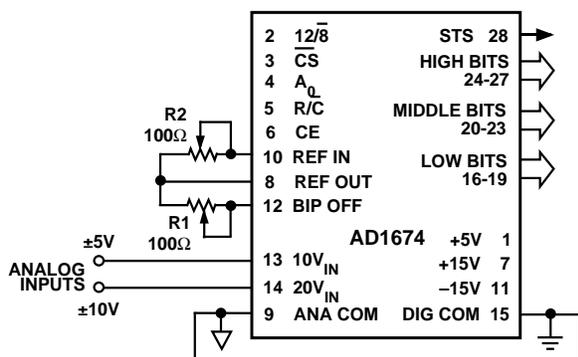 2 12/8̅ STS 28
3 C̅S̅ HIGH BITS
4 A0 24-27
5 R/C̅ MIDDLE BITS
6 CE 20-23
R2
100Ω
10 REF IN LOW BITS
8 REF OUT 16-19
12 BIP OFF
R1
100Ω
AD1674
+5V 1
±5V
13 10VIN +15V 7
ANALOG
INPUTS
14 20VIN –15V 11
±10V
9 ANA COM DIG COM 15